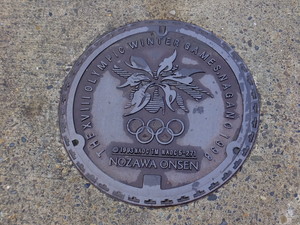 THE XVIII OLYMPIC WINTER GAMES, NAGANO 1998
NOZAWA ONSEN